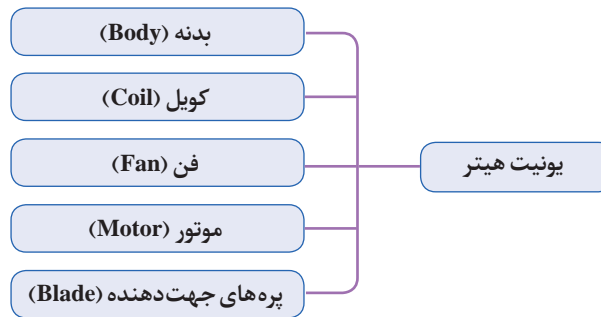 یونیت هیتر
بدنه (Body)
کویل (Coil)
فن (Fan)
موتور (Motor)
پره‌های جهت‌دهنده (Blade)